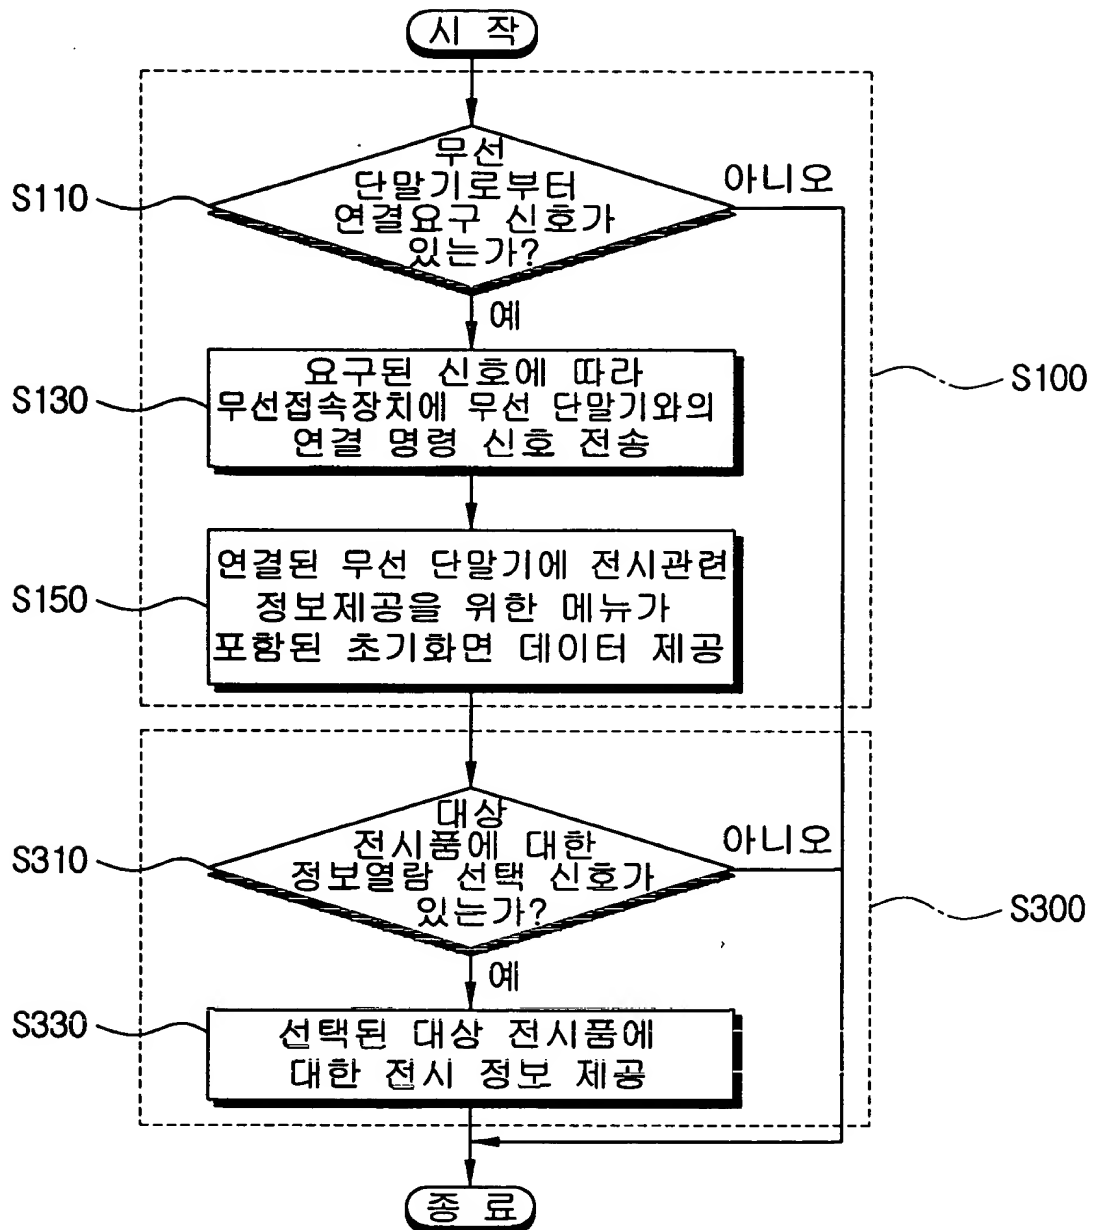 시 작
무선
단말기로부터
연결요구 신호가
있는가?
아니오
S110
예
요구된 신호에 따라
무선접속장치에 무선 단말기와의
연결 명령 신호 전송
S130
S100
연결된 무선 단말기에 전시관련
정보제공을 위한 메뉴가
포함된 초기화면 데이터 제공
S150
대상
전시품에 대한
정보열람 선택 신호가
있는가?
아니오
S310
S300
예
선택된 대상 전시품에
대한 전시 정보 제공
S330
종 료